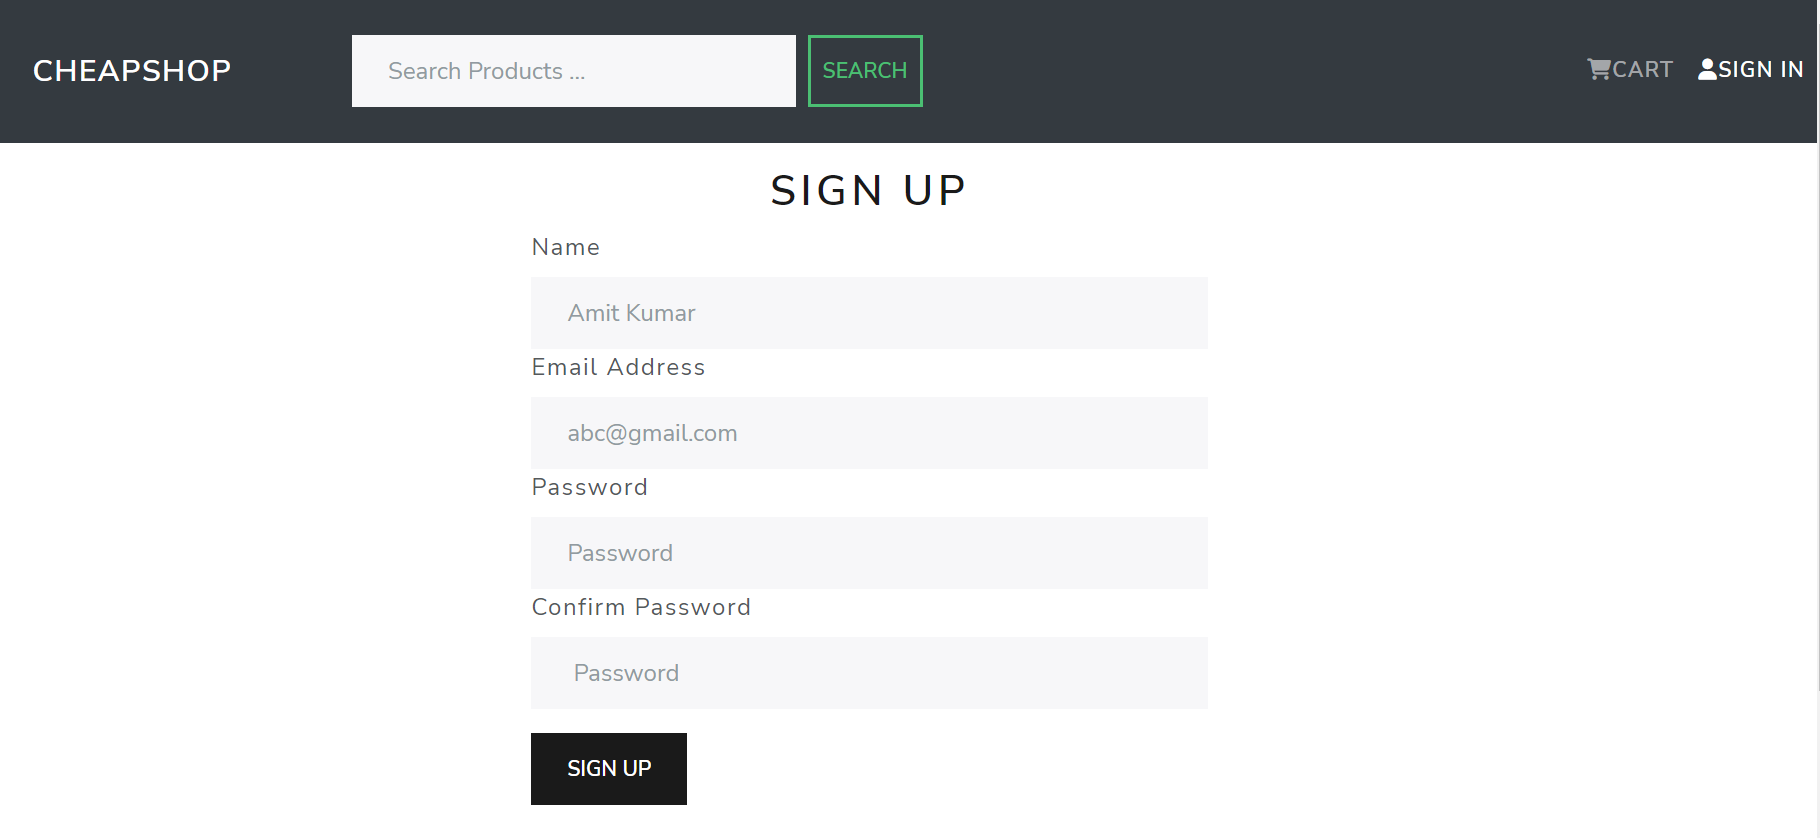 CHEAPSHOP Search Products ... SEARCH CART SIGN IN
SIGN UP
Name
Amit Kumar
Email Address
abc@gmail.com
Password
Password
Confirm Password
Password
SIGN UP